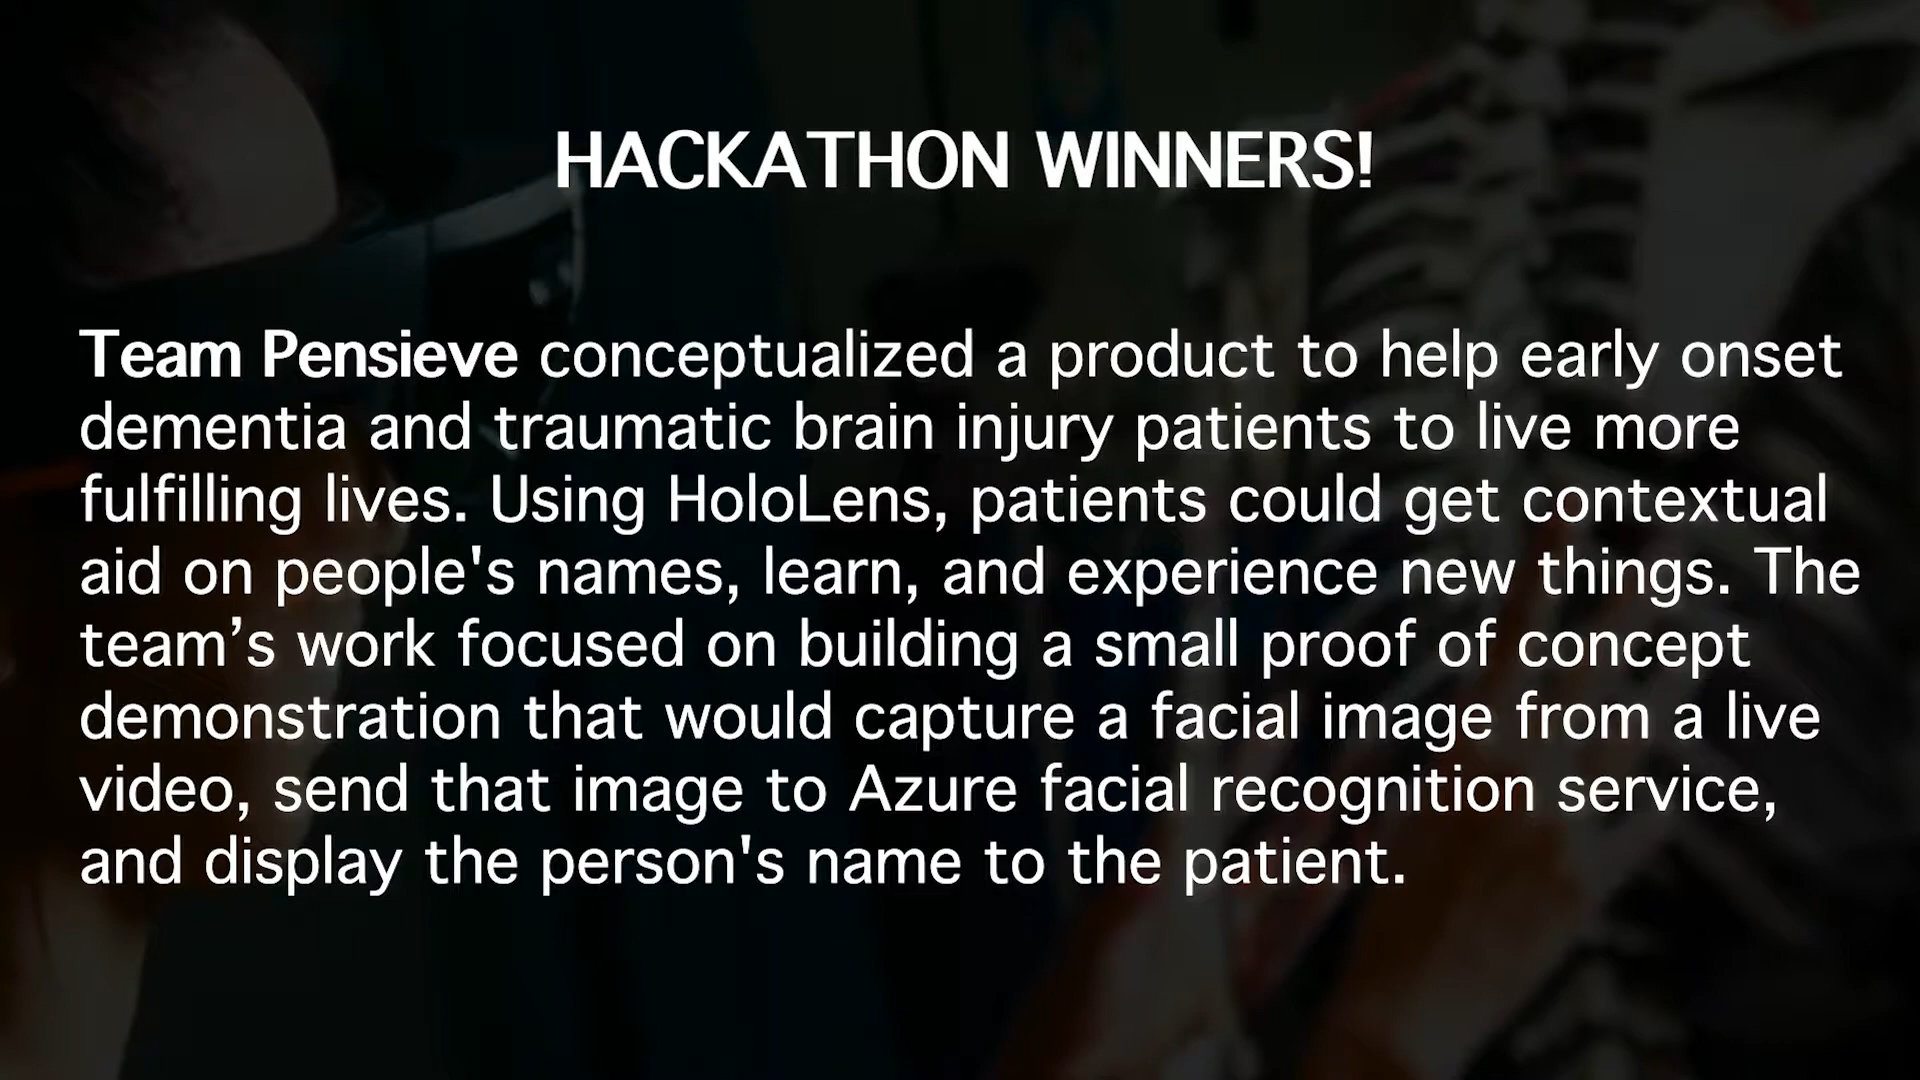 HACKATHON WINNERS!
Team Pensieve conceptualized a product to help early onset
dementia and traumatic brain injury patients to live more
fulfilling lives. Using HoloLens, patients could get contextual
aid on people's names, learn, and experience new things. The
team’s work focused on building a small proof of concept
demonstration that would capture a facial image from a live
video, send that image to Azure facial recognition service,
and display the person's name to the patient.